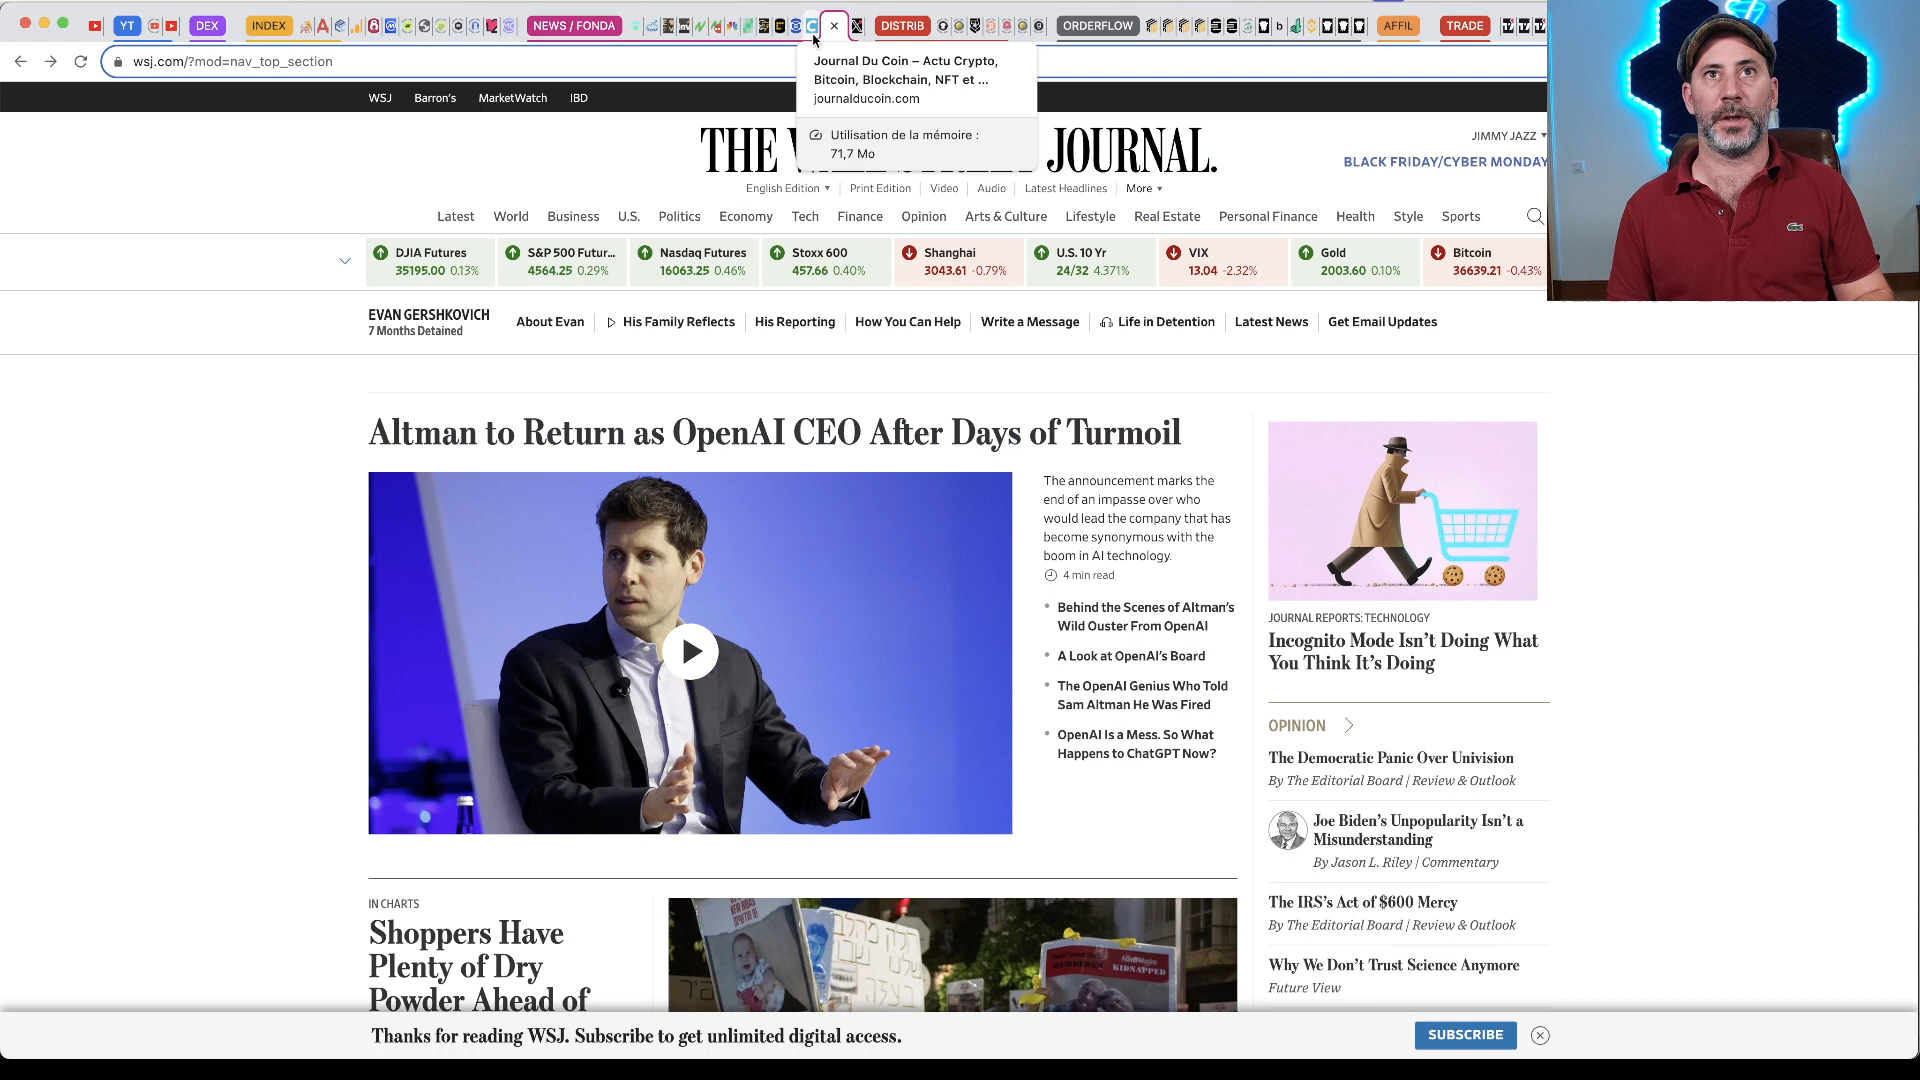 YT
DEX
INDEX
NEWS / FONDA
DISTRIB
ORDERFLOW
AFFIL
TRADE
wsj.com/?mod=nav_top_section
Journal Du Coin – Actu Crypto,
Bitcoin, Blockchain, NFT et ...
journalducoin.com
Utilisation de la mémoire :
71,7 Mo
WSJ
Barron's
MarketWatch
IBD
THE W JOURNAL.
JIMMY JAZZ
BLACK FRIDAY/CYBER MONDAY
English Edition
Print Edition
Video
Audio
Latest Headlines
More
Latest
World
Business
U.S.
Politics
Economy
Tech
Finance
Opinion
Arts & Culture
Lifestyle
Real Estate
Personal Finance
Health
Style
Sports
DJIA Futures
35195.00 0.13%
S&P 500 Futur...
4564.25 0.29%
Nasdaq Futures
16063.25 0.46%
Stoxx 600
457.66 0.40%
Shanghai
3043.61 -0.79%
U.S. 10 Yr
24/32 4.371%
VIX
13.04 -2.32%
Gold
2003.60 0.10%
Bitcoin
36639.21 -0.43%
EVAN GERSHKOVICH
7 Months Detained
About Evan
His Family Reflects
His Reporting
How You Can Help
Write a Message
Life in Detention
Latest News
Get Email Updates
Altman to Return as OpenAI CEO After Days of Turmoil
The announcement marks the
end of an impasse over who
would lead the company that has
become synonymous with the
boom in AI technology.
4 min read
Behind the Scenes of Altman's
Wild Ouster From OpenAI
A Look at OpenAI's Board
The OpenAI Genius Who Told
Sam Altman He Was Fired
OpenAI Is a Mess. So What
Happens to ChatGPT Now?
JOURNAL REPORTS: TECHNOLOGY
Incognito Mode Isn't Doing What
You Think It's Doing
OPINION
The Democratic Panic Over Univision
By The Editorial Board | Review & Outlook
Joe Biden's Unpopularity Isn't a
Misunderstanding
By Jason L. Riley | Commentary
The IRS's Act of $600 Mercy
By The Editorial Board | Review & Outlook
Why We Don't Trust Science Anymore
Future View
IN CHARTS
Shoppers Have
Plenty of Dry
Powder Ahead of
KIDNAPPED
Thanks for reading WSJ. Subscribe to get unlimited digital access.
SUBSCRIBE